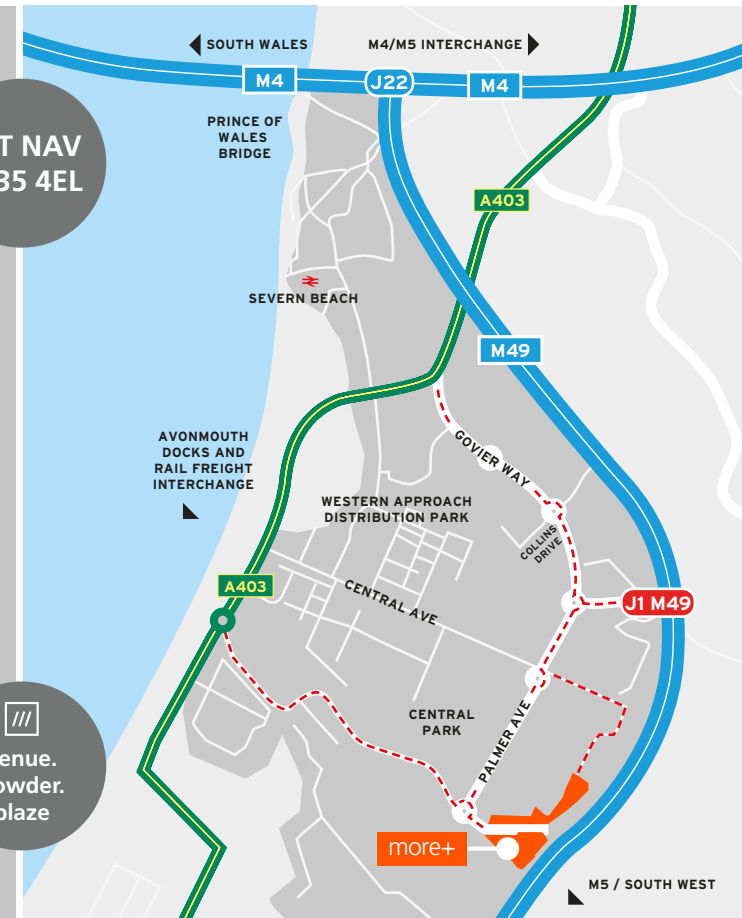 SOUTH WALES
M4/M5 INTERCHANGE
M4
J22
M4
PRINCE OF
WALES
BRIDGE
T NAV
35 4EL
A403
SEVERN BEACH
M49
AVONMOUTH
DOCKS AND
RAIL FREIGHT
INTERCHANGE
GOVIER WAY
WESTERN APPROACH
DISTRIBUTION PARK
COLLINS
DRIVE
A403
CENTRAL AVE
J1 M49
CENTRAL
PARK
PALMER AVE
///
enue.
owder.
blaze
more+
M5 / SOUTH WEST